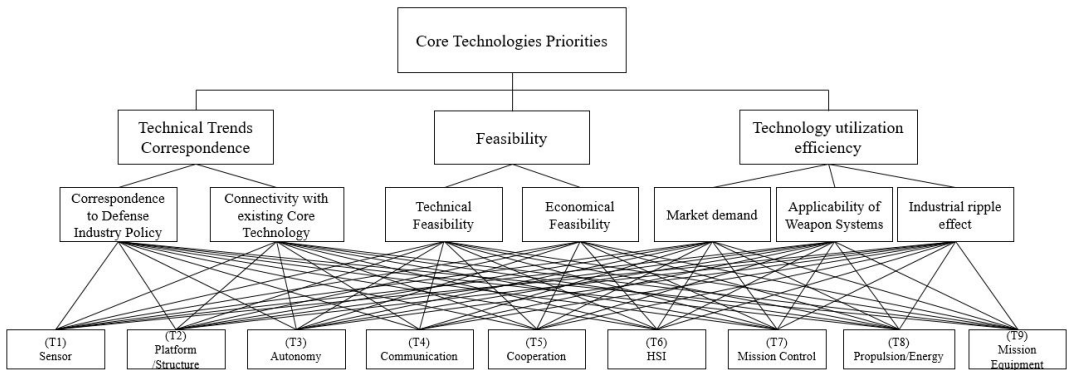 Core Technologies Priorities
Technical Trends
Correspondence
Feasibility
Technology utilization
efficiency
Correspondence
to Defense
Industry Policy
Connectivity with
existing Core
Technology
Technical
Feasibility
Economical
Feasibility
Market demand
Applicability of
Weapon Systems
Industrial ripple
effect
(T1)
Sensor
(T2)
Platform
/Structure
(T3)
Autonomy
(T4)
Communication
(T5)
Cooperation
(T6)
HSI
(T7)
Mission Control
(T8)
Propulsion/Energy
(T9)
Mission
Equipment